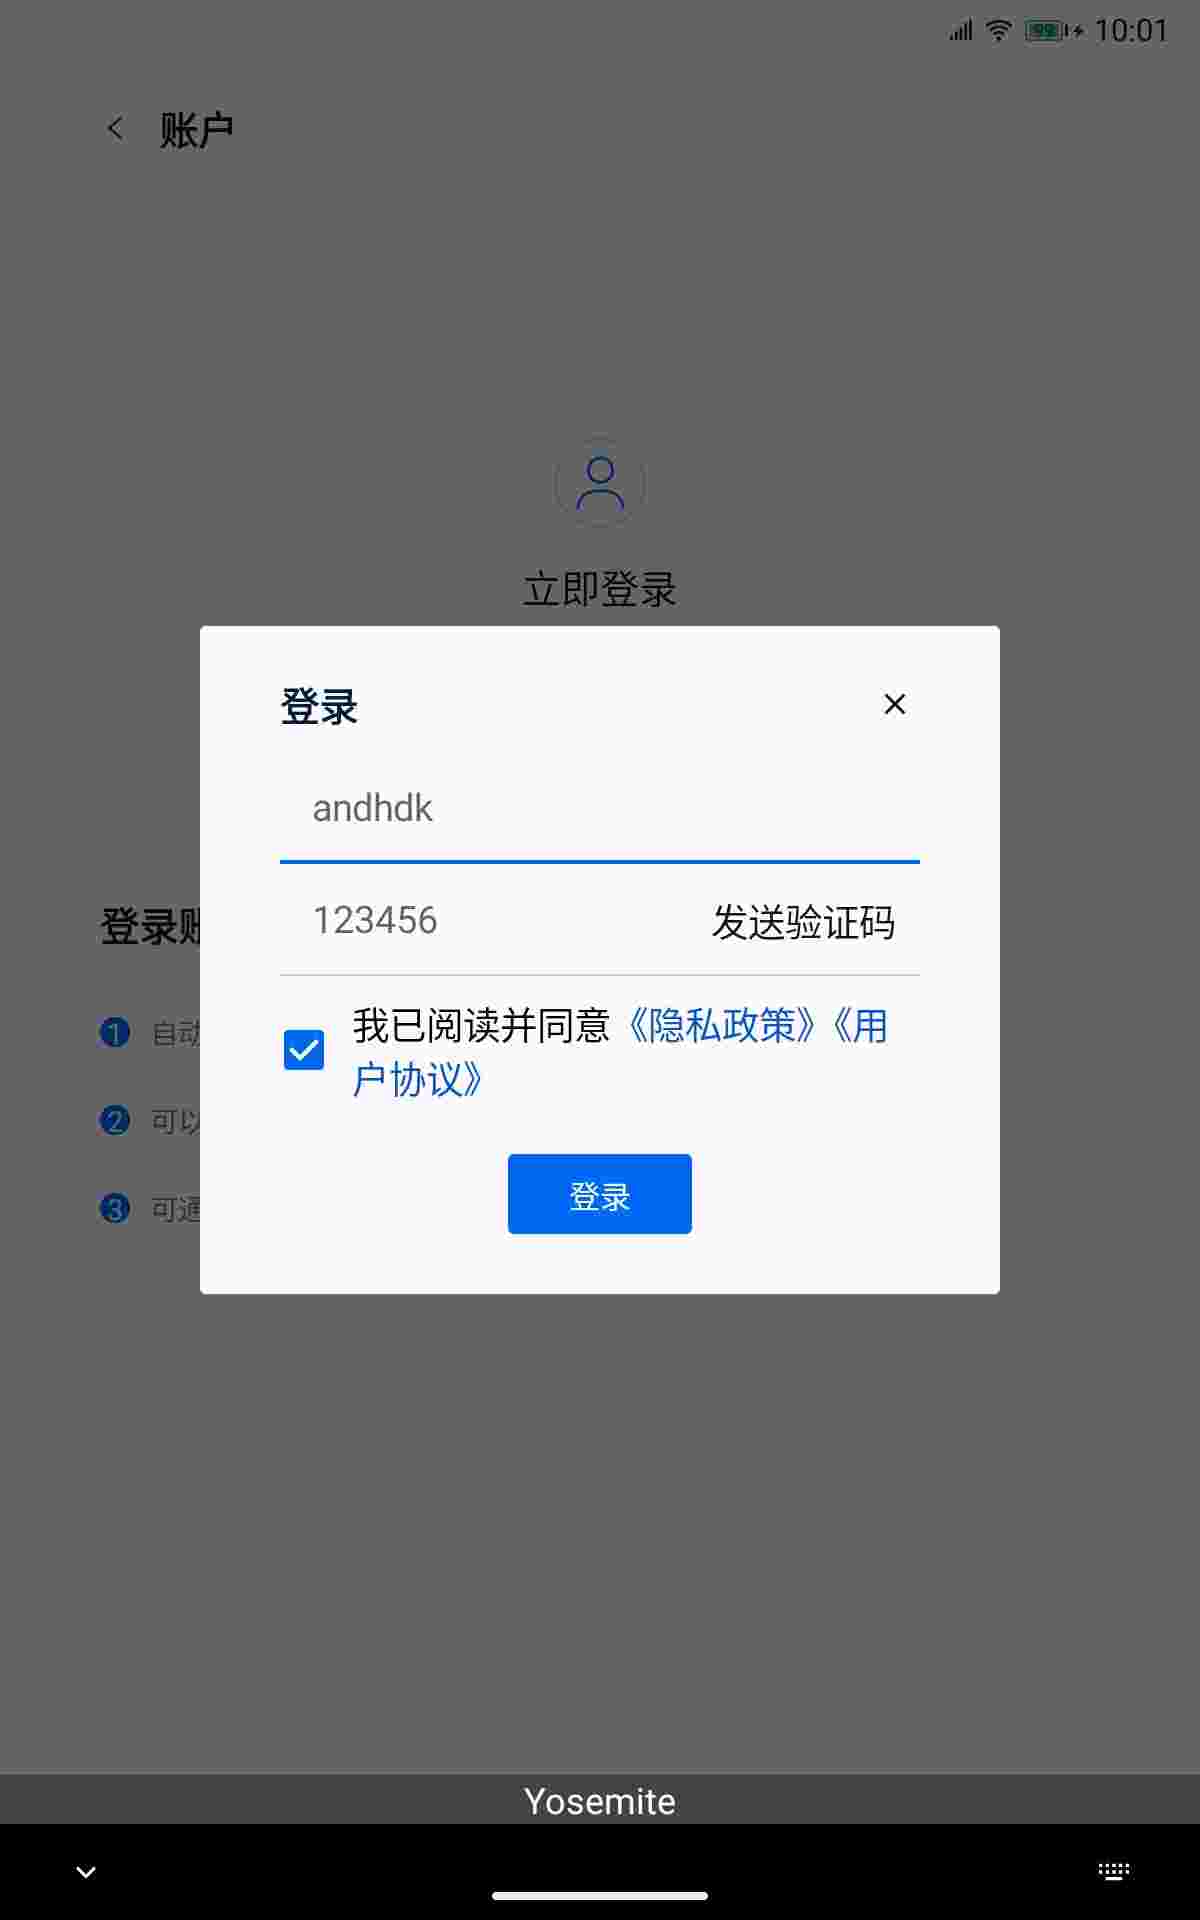 99 10:01
账户
立即登录
登录
andhdk
123456 发送验证码
登录账
我已阅读并同意《隐私政策》《用
户协议》
1 自动
2 可以
3 可通
登录
Yosemite